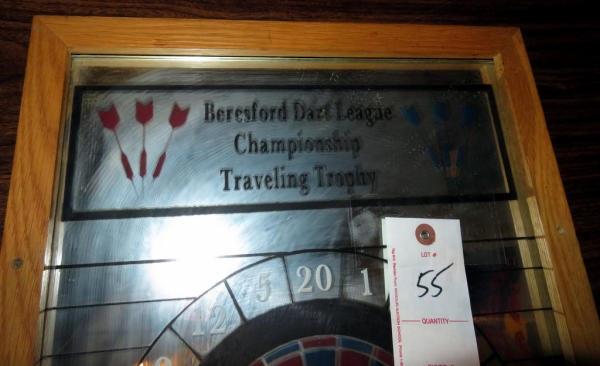 Beresford Dart League
Championship
Traveling Trophy
12 5 20 1
LOT #
55
QUANTITY